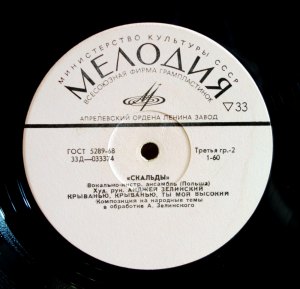 МИНИСТЕРСТВО КУЛЬТУРЫ СССР
МЕЛОДИЯ
ВСЕСОЮЗНАЯ ФИРМА ГРАМПЛАСТИНОК
33
АПРЕЛЕВСКИЙ ОРДЕНА ЛЕНИНА ЗАВОД
ГОСТ 5289-68
33Д—033374
Третья гр.-2
1-60
«СКАЛЬДЫ»
Вокально-инстр. ансамбль (Польша)
Худ. рук. АНДЖЕЙ ЗЕЛИНСКИЙ
КРЫВАНЬЮ, КРЫВАНЬЮ, ТЫ МОЙ ВЫСОКИЙ
Композиция на народные темы
в обработке А. Зелинского